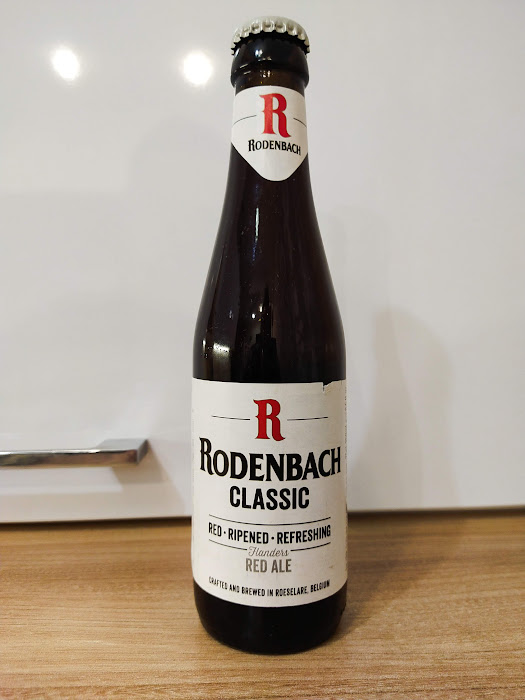 R
RODENBACH
R
RODENBACH
CLASSIC
RED · RIPENED · REFRESHING
Flanders
RED ALE
CRAFTED AND BREWED IN ROESELARE, BELGIUM